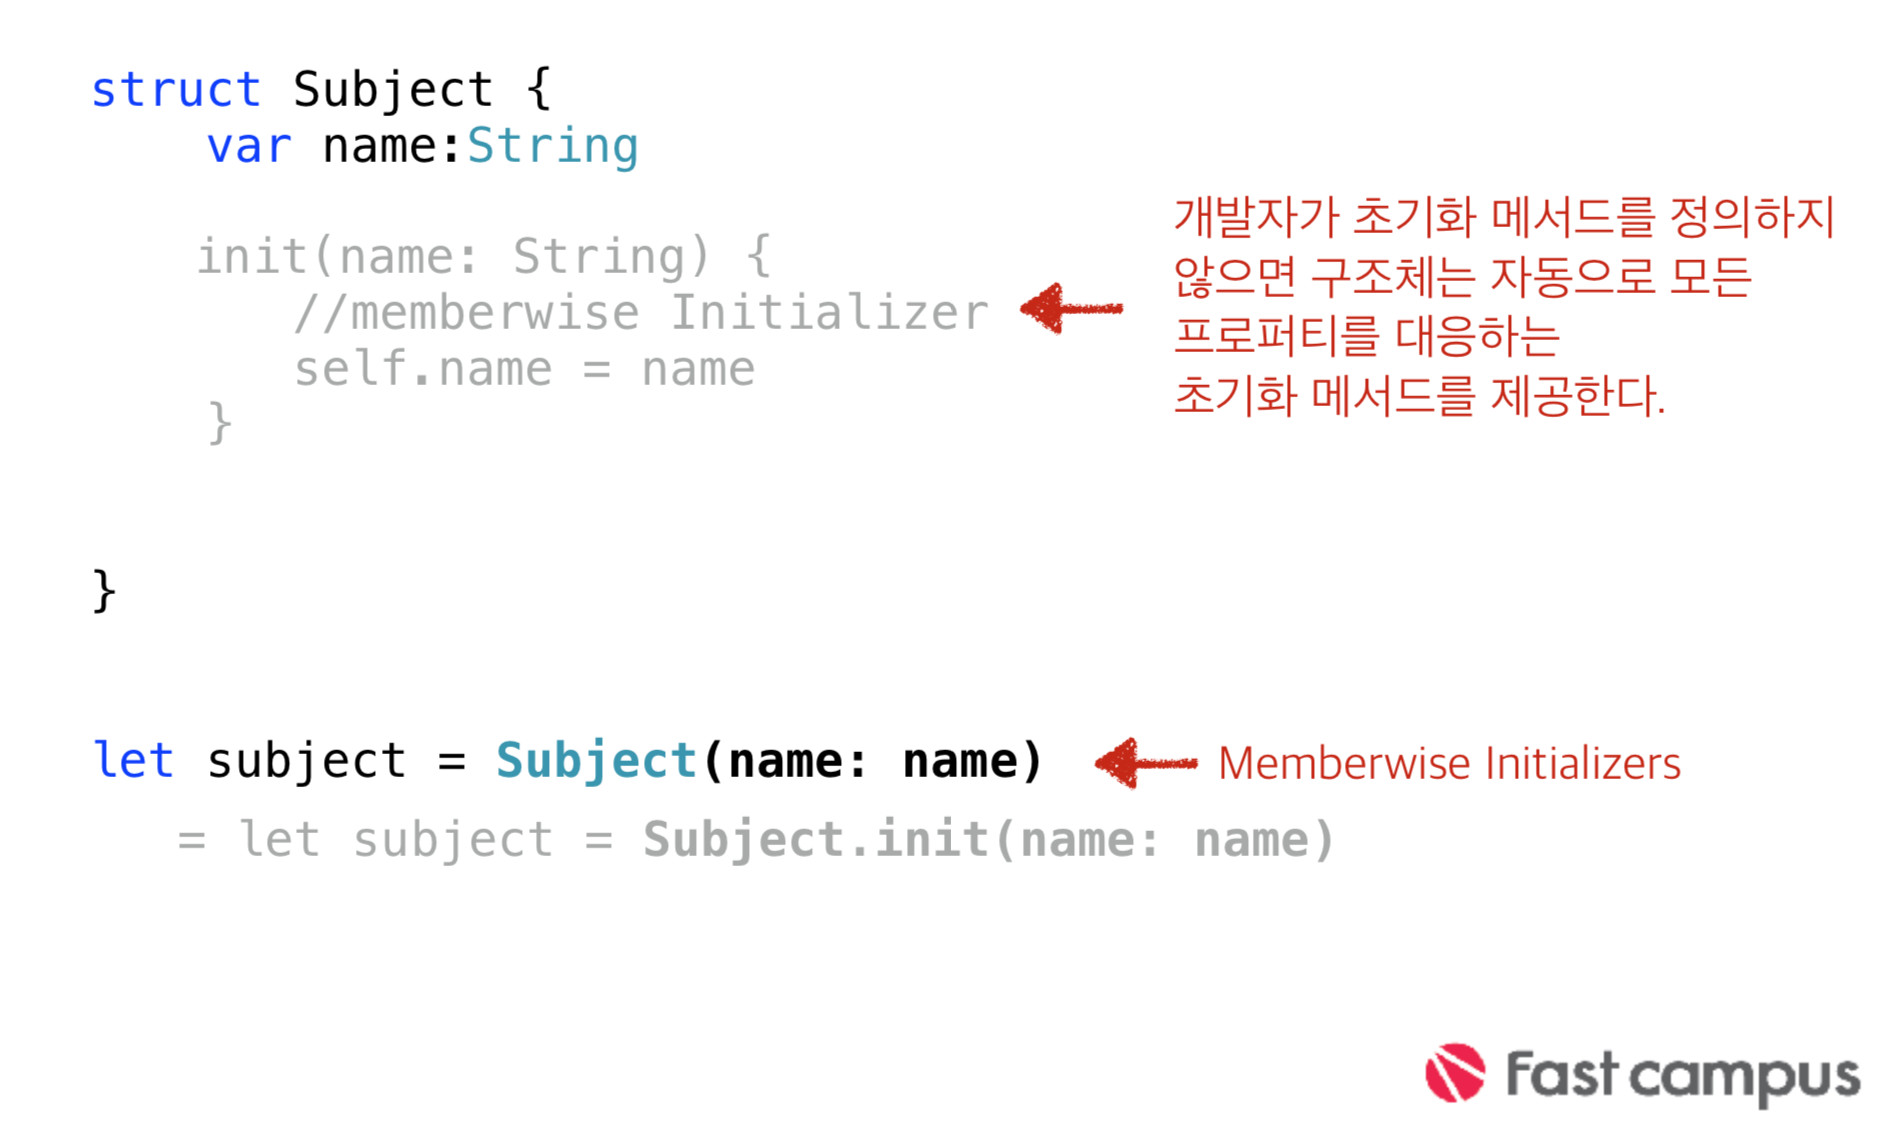 struct Subject {
var name:String
init(name: String) {
//memberwise Initializer
self.name = name
}
개발자가 초기화 메서드를 정의하지
않으면 구조체는 자동으로 모든
프로퍼티를 대응하는
초기화 메서드를 제공한다.
}
let subject = Subject(name: name)
Memberwise Initializers
= let subject = Subject.init(name: name)
Fast campus